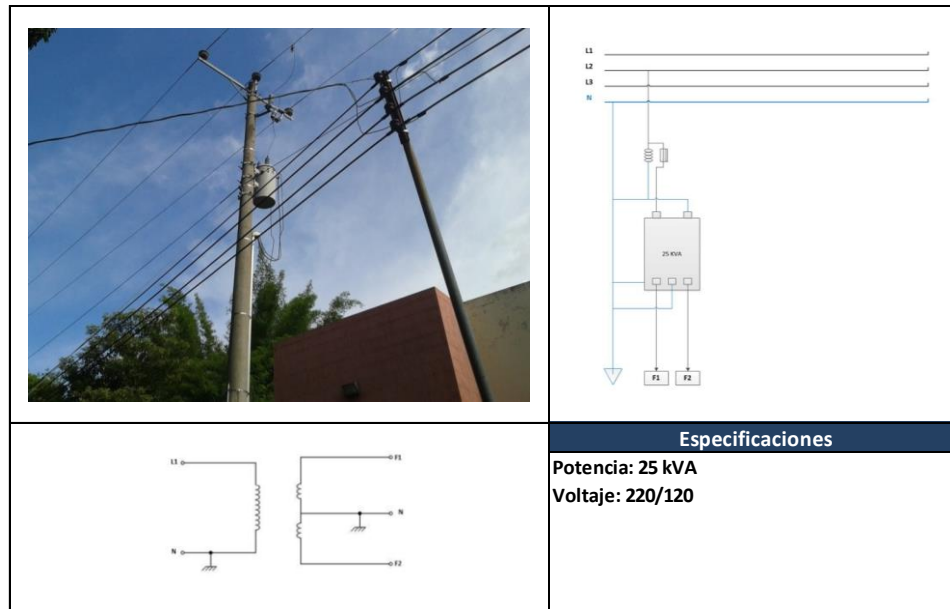 L1
L2
L3
N
25 KVA
F1 F2
L1
N
F1
N
F2
Especificaciones
Potencia: 25 kVA
Voltaje: 220/120